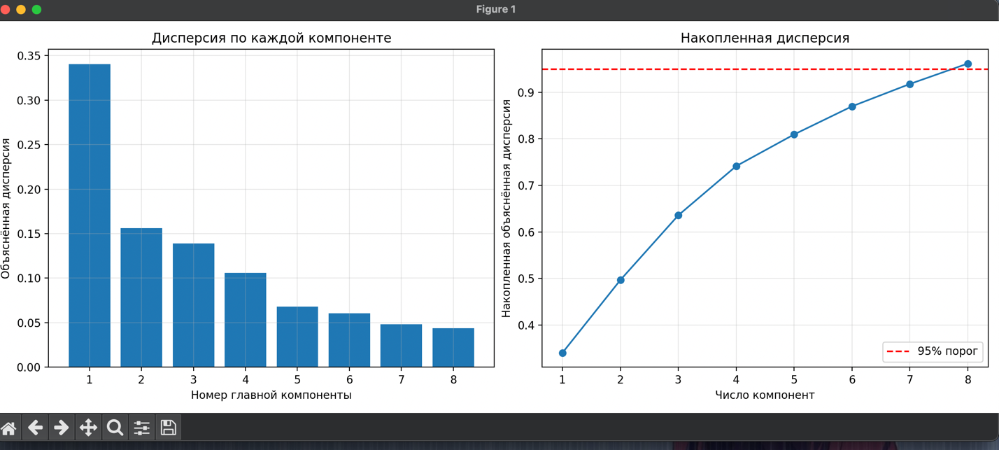 Figure 1
Дисперсия по каждой компоненте
Объяснённая дисперсия
0.35
0.30
0.25
0.20
0.15
0.10
0.05
0.00
1 2 3 4 5 6 7 8
Номер главной компоненты
Накопленная дисперсия
Накопленная объяснённая дисперсия
0.9
0.8
0.7
0.6
0.5
0.4
95% порог
1 2 3 4 5 6 7 8
Число компонент